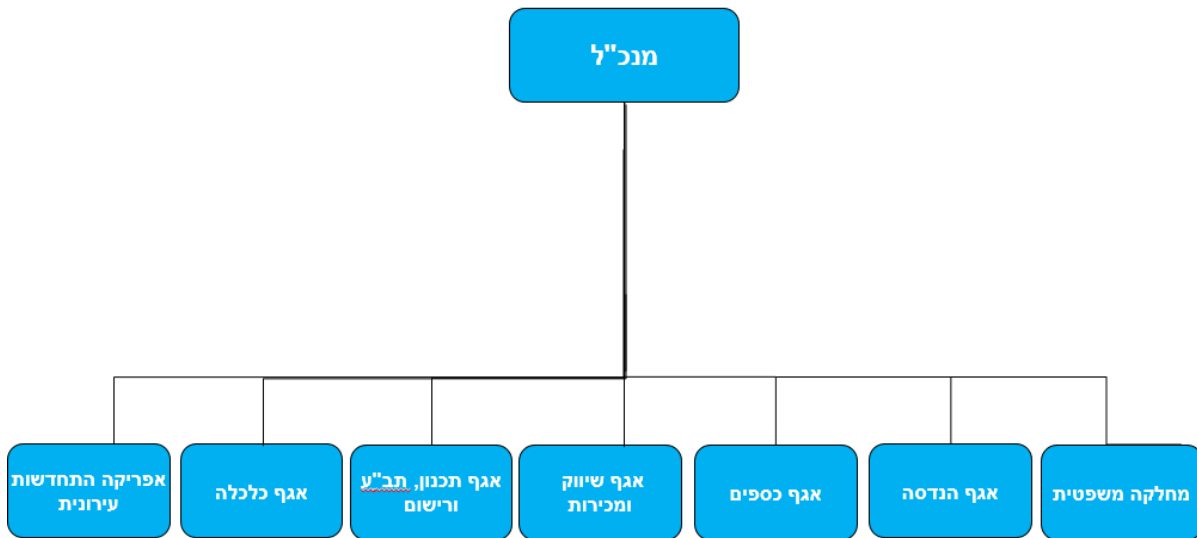 מנכ"ל
מחלקה משפטית
אגף הנדסה
אגף כספים
אגף שיווק
ומכירות
אגף תכנון, תב"ע
ורישום
אגף כלכלה
אפריקה התחדשות
עירונית